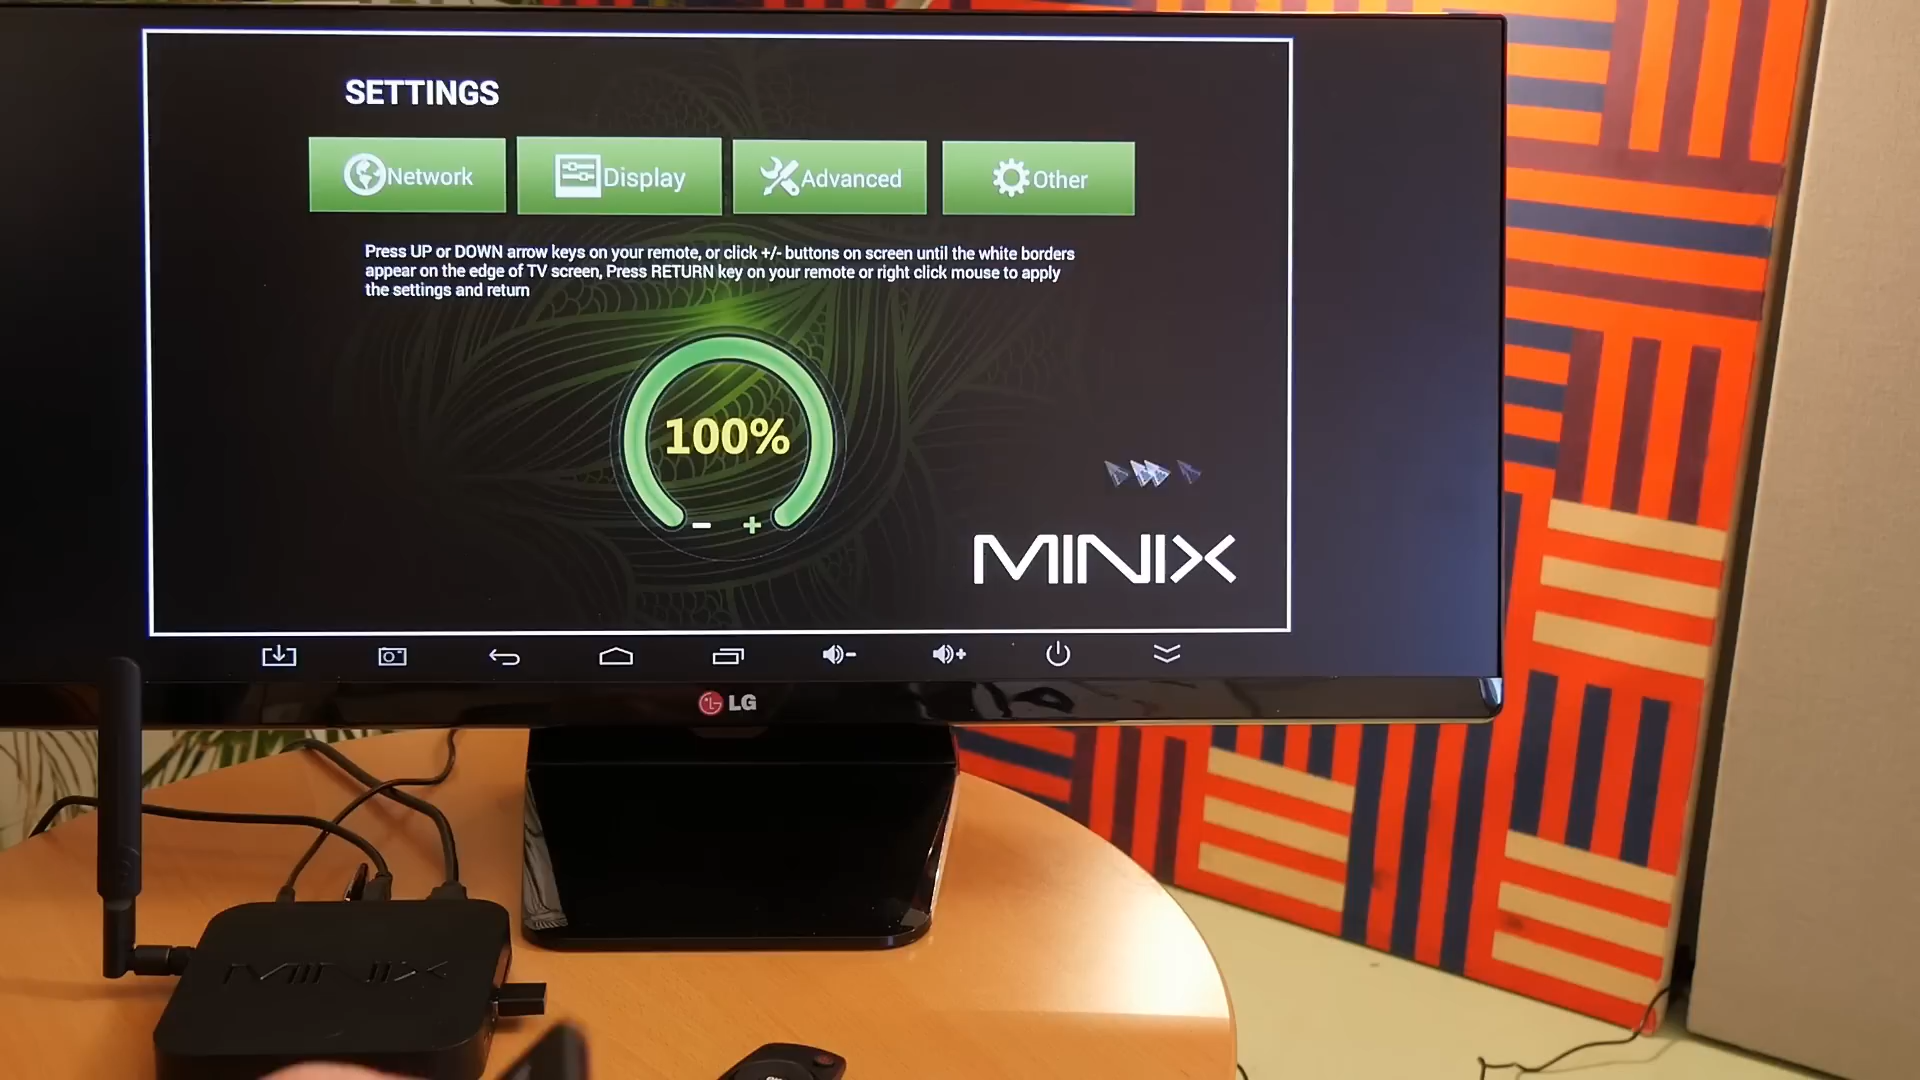 SETTINGS
Network
Display
Advanced
Other
Press UP or DOWN arrow keys on your remote, or click +/- buttons on screen until the white borders
appear on the edge of TV screen, Press RETURN key on your remote or right click mouse to apply
the settings and return
100%
- +
MINIX
LG
MINIX